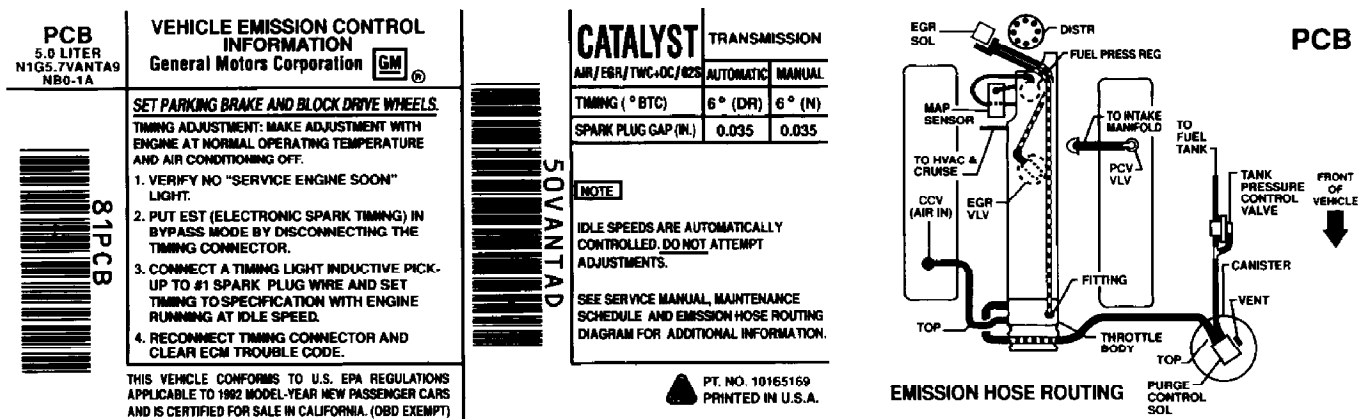 PCB
5.0 LITER
N1G5.7VANTA9
NB0-1A
81PCB
VEHICLE EMISSION CONTROL
INFORMATION
General Motors Corporation GM ®
SET PARKING BRAKE AND BLOCK DRIVE WHEELS.
TIMING ADJUSTMENT: MAKE ADJUSTMENT WITH
ENGINE AT NORMAL OPERATING TEMPERATURE
AND AIR CONDITIONING OFF.
1. VERIFY NO "SERVICE ENGINE SOON"
LIGHT.
2. PUT EST (ELECTRONIC SPARK TIMING) IN
BYPASS MODE BY DISCONNECTING THE
TIMING CONNECTOR.
3. CONNECT A TIMING LIGHT INDUCTIVE PICK-
UP TO #1 SPARK PLUG WIRE AND SET
TIMING TO SPECIFICATION WITH ENGINE
RUNNING AT IDLE SPEED.
4. RECONNECT TIMING CONNECTOR AND
CLEAR ECM TROUBLE CODE.
THIS VEHICLE CONFORMS TO U.S. EPA REGULATIONS
APPLICABLE TO 1992 MODEL-YEAR NEW PASSENGER CARS
AND IS CERTIFIED FOR SALE IN CALIFORNIA. (OBD EXEMPT)
50VANTAD
CATALYST
AIR/EGR/TWC+OC/O2S
TRANSMISSION
AUTOMATIC MANUAL
TIMING (°BTC) 6° (DR) 6° (N)
SPARK PLUG GAP (IN.) 0.035 0.035
NOTE
IDLE SPEEDS ARE AUTOMATICALLY
CONTROLLED. DO NOT ATTEMPT
ADJUSTMENTS.
SEE SERVICE MANUAL, MAINTENANCE
SCHEDULE AND EMISSION HOSE ROUTING
DIAGRAM FOR ADDITIONAL INFORMATION.
PT. NO. 10165169
PRINTED IN U.S.A.
EGR
SOL
DISTR
FUEL PRESS REG
PCB
MAP
SENSOR
TO INTAKE
MANIFOLD
TO
FUEL
TANK
TO HVAC &
CRUISE
PCV
VLV
TANK
PRESSURE
CONTROL
VALVE
FRONT
OF
VEHICLE
CCV
(AIR IN)
EGR
VLV
CANISTER
FITTING
VENT
TOP
THROTTLE
BODY
TOP
PURGE
CONTROL
SOL
EMISSION HOSE ROUTING